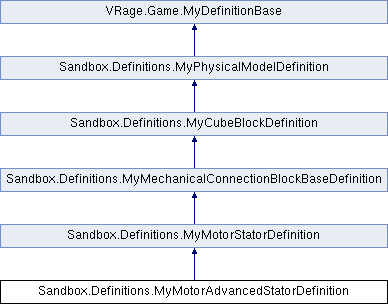 VRage.Game.MyDefinitionBase
Sandbox.Definitions.MyPhysicalModelDefinition
Sandbox.Definitions.MyCubeBlockDefinition
Sandbox.Definitions.MyMechanicalConnectionBlockBaseDefinition
Sandbox.Definitions.MyMotorStatorDefinition
Sandbox.Definitions.MyMotorAdvancedStatorDefinition